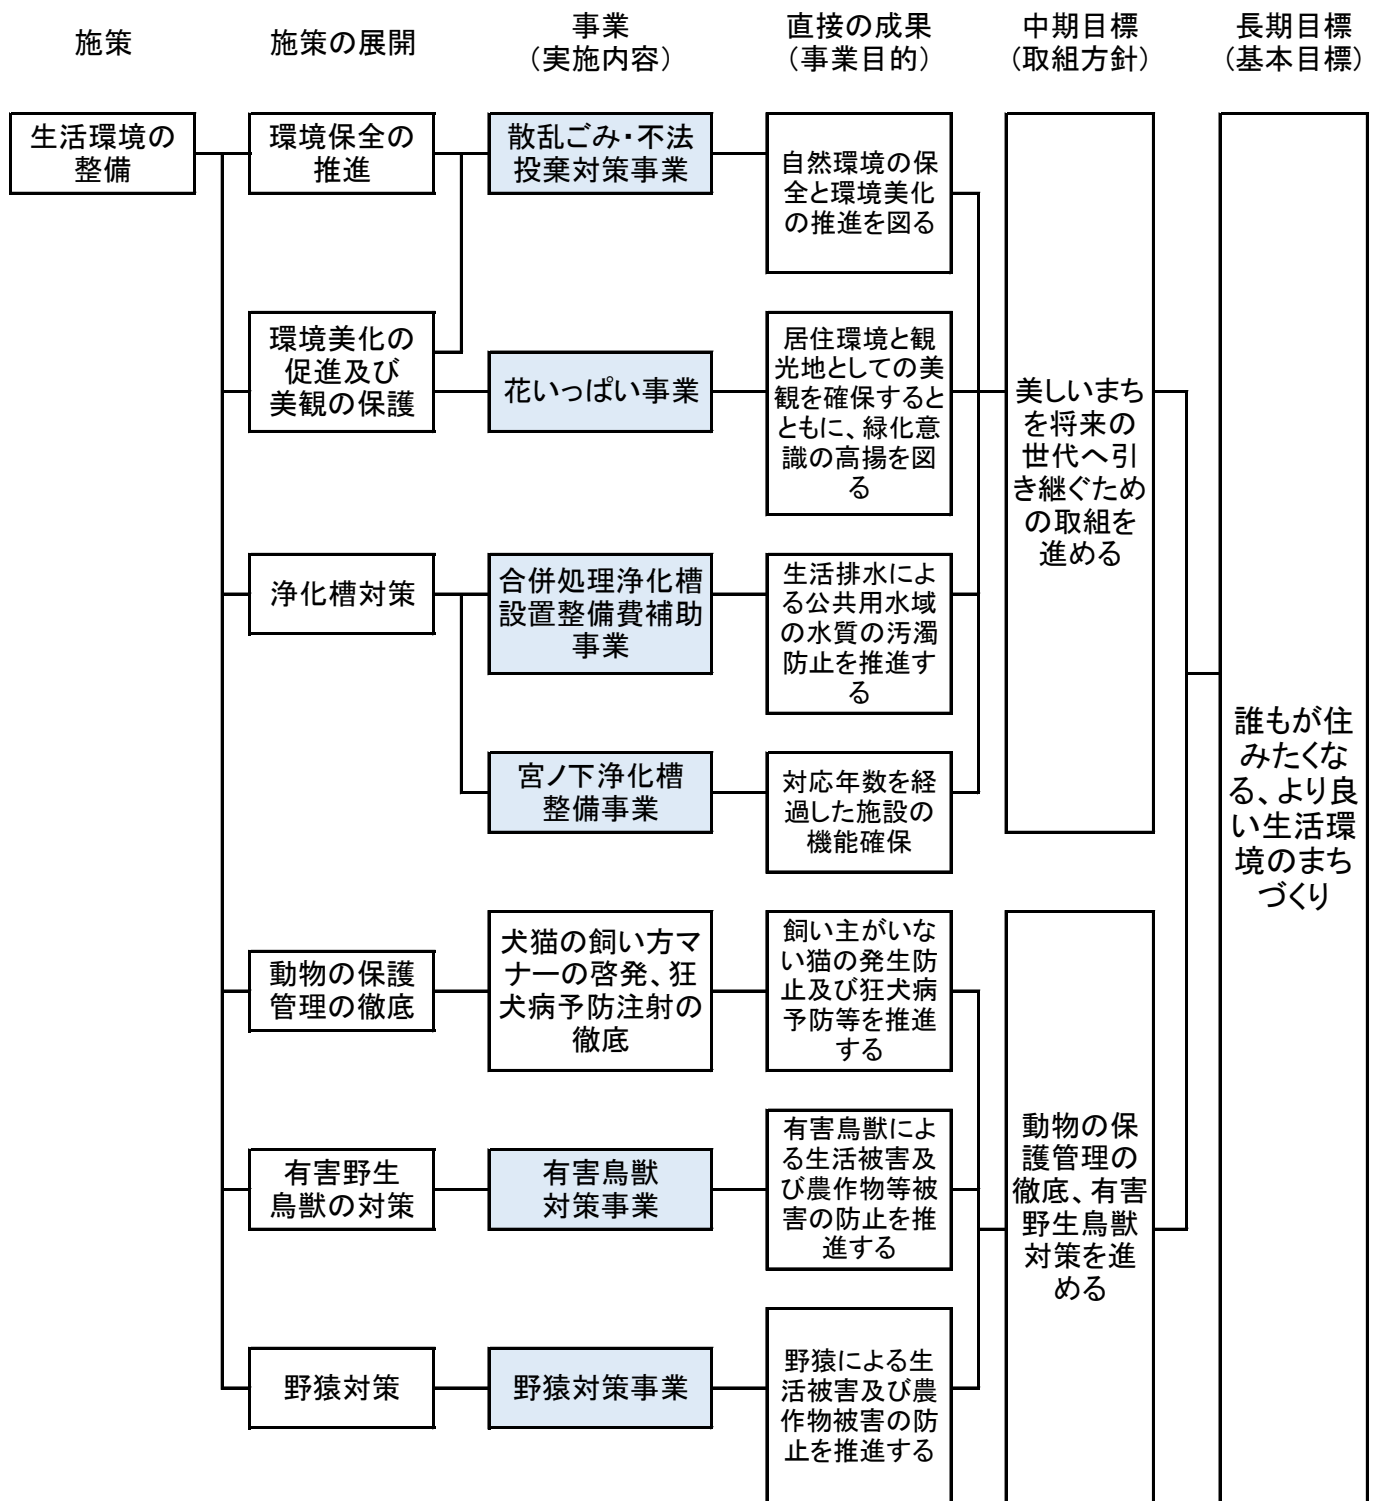 施策
施策の展開
事業
(実施内容)
直接の成果
(事業目的)
中期目標
(取組方針)
長期目標
(基本目標)
生活環境の
整備
環境保全の
推進
散乱ごみ・不法
投棄対策事業
自然環境の保
全と環境美化
の推進を図る
環境美化の
促進及び
美観の保護
花いっぱい事業
居住環境と観
光地としての美
観を確保すると
ともに、緑化意
識の高揚を図
る
浄化槽対策
合併処理浄化槽
設置整備費補助
事業
生活排水によ
る公共用水域
の水質の汚濁
防止を推進す
る
宮ノ下浄化槽
整備事業
対応年数を経
過した施設の
機能確保
美しいまち
を将来の
世代へ引
き継ぐため
の取組を
進める
動物の保護
管理の徹底
犬猫の飼い方マ
ナーの啓発、狂
犬病予防注射の
徹底
飼い主がいな
い猫の発生防
止及び狂犬病
予防等を推進
する
有害野生
鳥獣の対策
有害鳥獣
対策事業
有害鳥獣によ
る生活被害及
び農作物等被
害の防止を推
進する
野猿対策
野猿対策事業
野猿による生
活被害及び農
作物被害の防
止を推進する
動物の保
護管理の
徹底、有害
野生鳥獣
対策を進
める
誰もが住
みたくな
る、より良
い生活環
境のまち
づくり